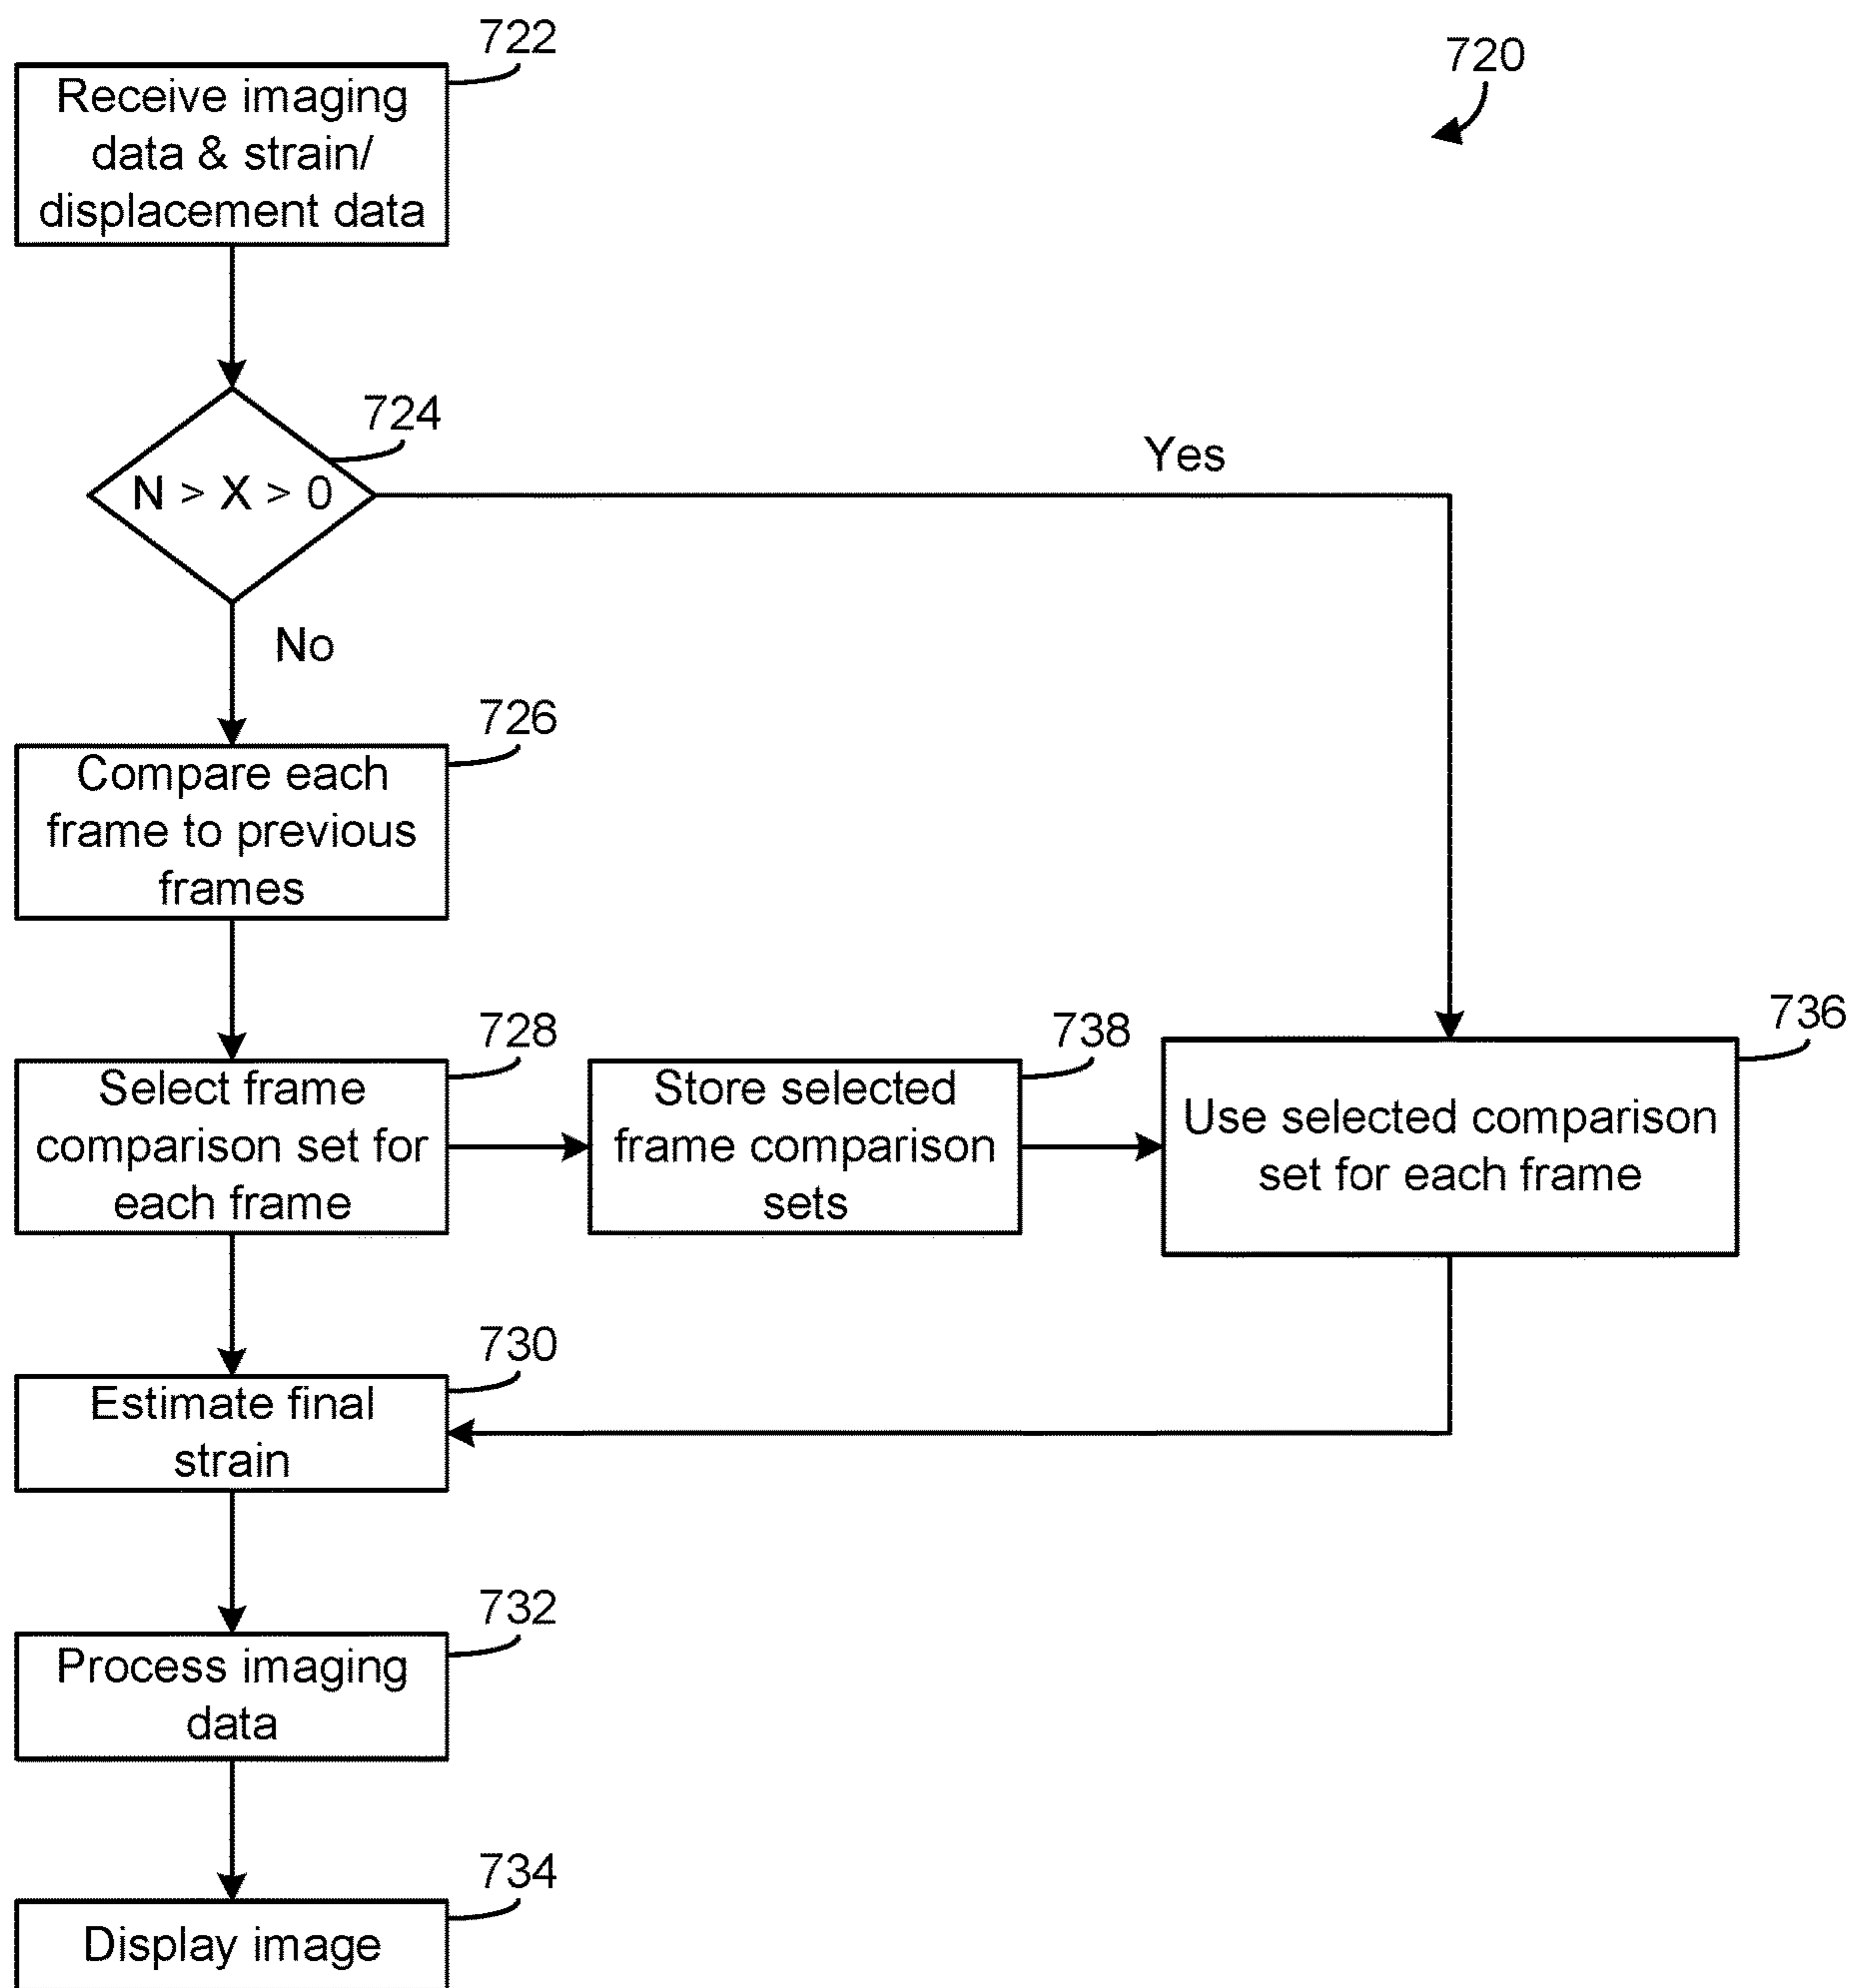 722
720
Receive imaging
data & strain/
displacement data
724
Yes
N > X > 0
No
726
Compare each
frame to previous
frames
728
738
736
Select frame
comparison set for
each frame
Store selected
frame comparison
sets
Use selected comparison
set for each frame
730
Estimate final
strain
732
Process imaging
data
734
Display image